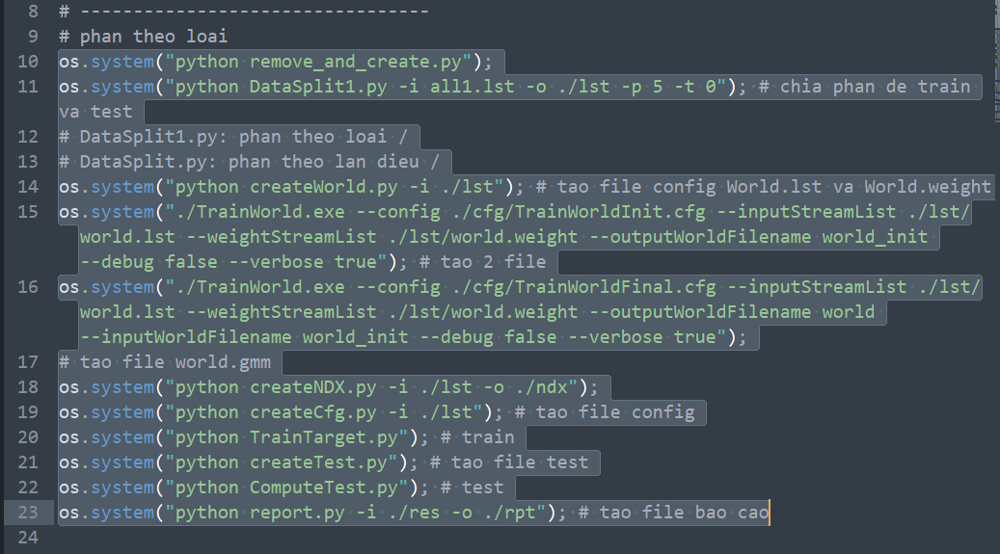 8 # ---------------------------------
9 # phan theo loai
10 os.system("python remove_and_create.py");
11 os.system("python DataSplit1.py -i all1.lst -o ./lst -p 5 -t 0"); # chia phan de train
va test
12 # DataSplit1.py: phan theo loai /
13 # DataSplit.py: phan theo lan dieu /
14 os.system("python createWorld.py -i ./lst"); # tao file config World.lst va World.weight
15 os.system("./TrainWorld.exe --config ./cfg/TrainWorldInit.cfg --inputStreamList ./lst/
world.lst --weightStreamList ./lst/world.weight --outputWorldFilename world_init
--debug false --verbose true"); # tao 2 file
16 os.system("./TrainWorld.exe --config ./cfg/TrainWorldFinal.cfg --inputStreamList ./lst/
world.lst --weightStreamList ./lst/world.weight --outputWorldFilename world
--inputWorldFilename world_init --debug false --verbose true");
17 # tao file world.gmm
18 os.system("python createNDX.py -i ./lst -o ./ndx");
19 os.system("python createCfg.py -i ./lst"); # tao file config
20 os.system("python TrainTarget.py"); # train
21 os.system("python createTest.py"); # tao file test
22 os.system("python ComputeTest.py"); # test
23 os.system("python report.py -i ./res -o ./rpt"); # tao file bao cao
24